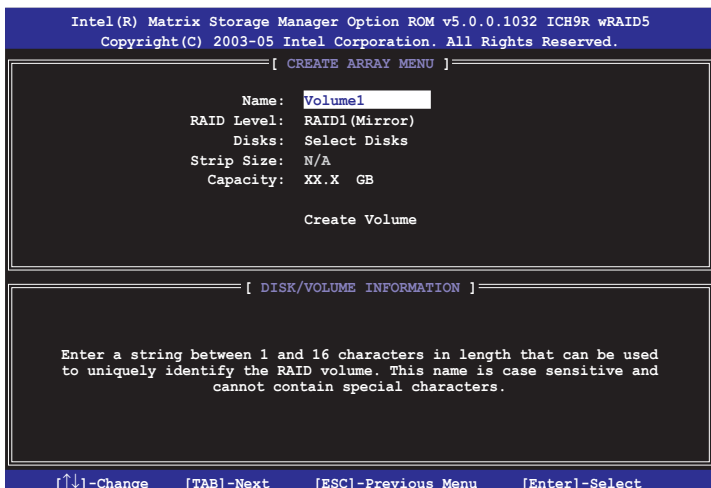 Intel(R) Matrix Storage Manager Option ROM v5.0.0.1032 ICH9R wRAID5
Copyright(C) 2003-05 Intel Corporation. All Rights Reserved.
[ CREATE ARRAY MENU ]
Name: Volume1
RAID Level: RAID1(Mirror)
Disks: Select Disks
Strip Size: N/A
Capacity: XX.X GB
Create Volume
[ DISK/VOLUME INFORMATION ]
Enter a string between 1 and 16 characters in length that can be used
to uniquely identify the RAID volume. This name is case sensitive and
cannot contain special characters.
[↑↓]-Change [TAB]-Next [ESC]-Previous Menu [Enter]-Select